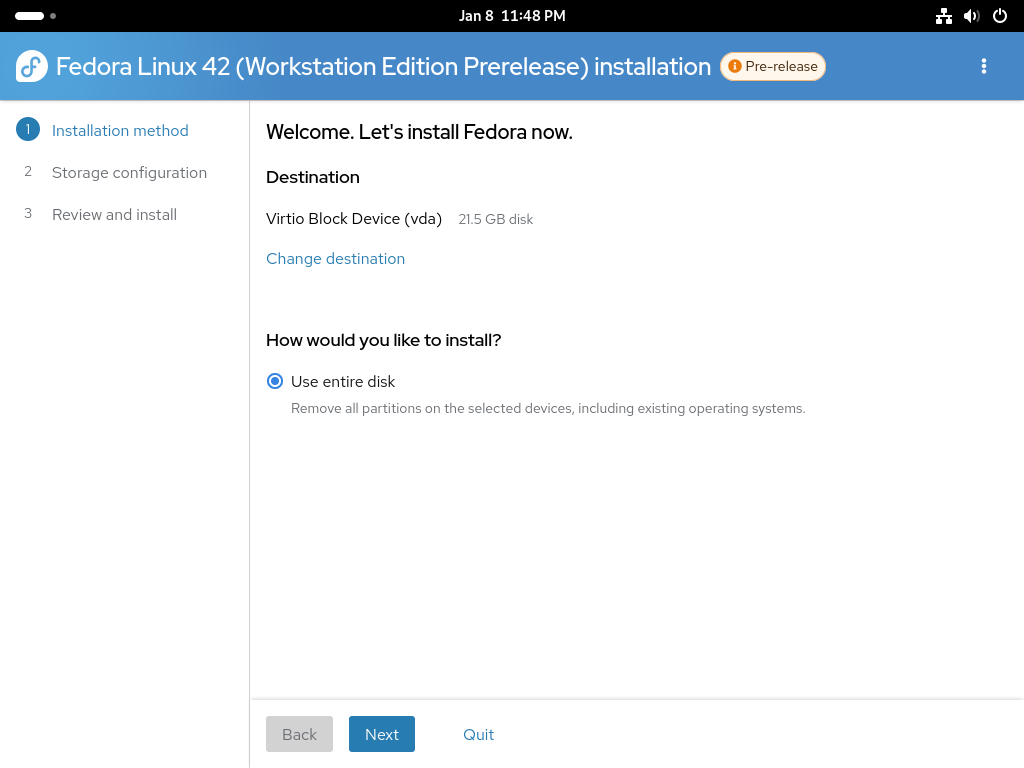 Jan 8 11:48 PM
Fedora Linux 42 (Workstation Edition Prerelease) installation
Pre-release
1 Installation method
2 Storage configuration
3 Review and install
Welcome. Let's install Fedora now.
Destination
Virtio Block Device (vda) 21.5 GB disk
Change destination
How would you like to install?
Use entire disk
Remove all partitions on the selected devices, including existing operating systems.
Back Next Quit